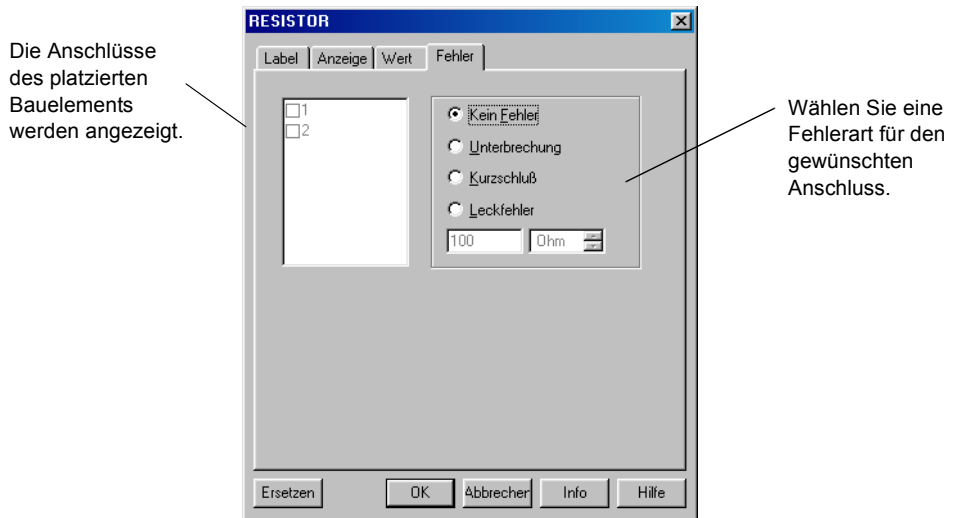 RESISTOR
Die Anschlüsse
des platzierten
Bauelements
werden angezeigt.
Label Anzeige Wert Fehler
1
2
Kein Fehler
Unterbrechung
Kurzschluß
Leckfehler
100 Ohm
Wählen Sie eine
Fehlerart für den
gewünschten
Anschluss.
Ersetzen OK Abbrechen Info Hilfe